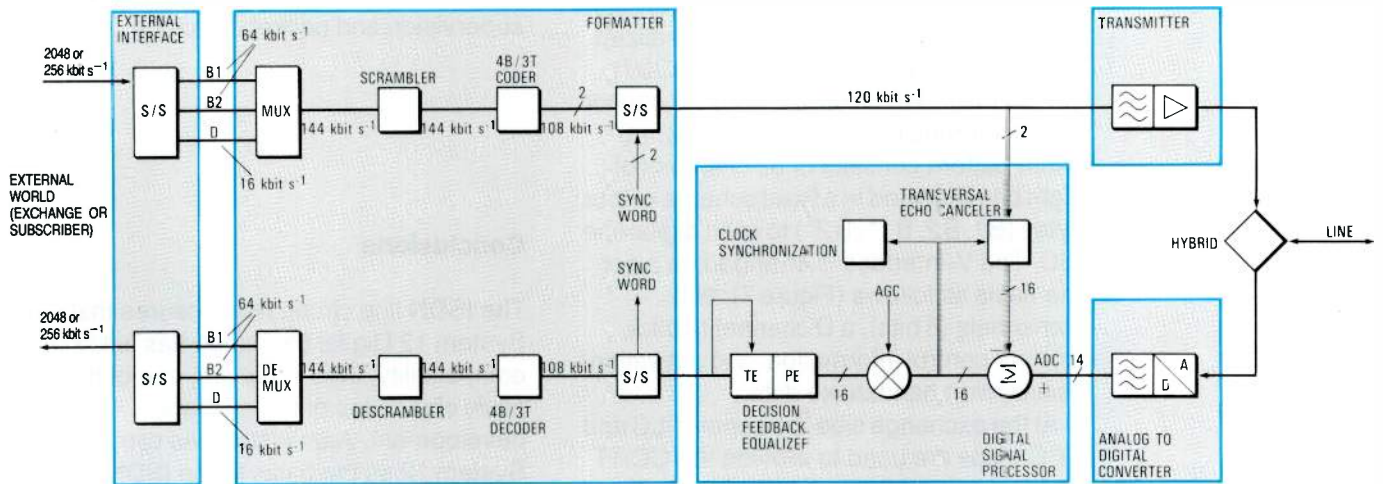 EXTERNAL
INTERFACE
FOFMATTER
TRANSMITTER
2048 or
256 kbit s⁻¹
64 kbit s⁻¹
B1
B2
D
S/S
MUX
SCRAMBLER
4B/3T
CODER
2
S/S
120 kbit s⁻¹
144 kbit s⁻¹
144 kbit s⁻¹
108 kbit s⁻¹
16 kbit s⁻¹
2
2
EXTERNAL
WORLD
(EXCHANGE OR
SUBSCRIBER)
SYNC
WORD
TRANSVERSAL
ECHO CANCELER
CLOCK
SYNCHRONIZATION
HYBRID
LINE
SYNC
WORD
AGC
16
2048 or
256 kbit s⁻¹
64 kbit s⁻¹
B1
B2
D
S/S
DE-
MUX
144 kbit s⁻¹
144 kbit s⁻¹
108 kbit s⁻¹
S/S
TE
PE
16
16
Σ
−
+
ADC
14
A
D
DESCRAMBLER
4B/3T
DECODER
16 kbit s⁻¹
DECISION
FEEDBACK
EQUALIZEF
DIGITAL
SIGNAL
PROCESSOR
ANALOG TO
DIGITAL
CONVERTER